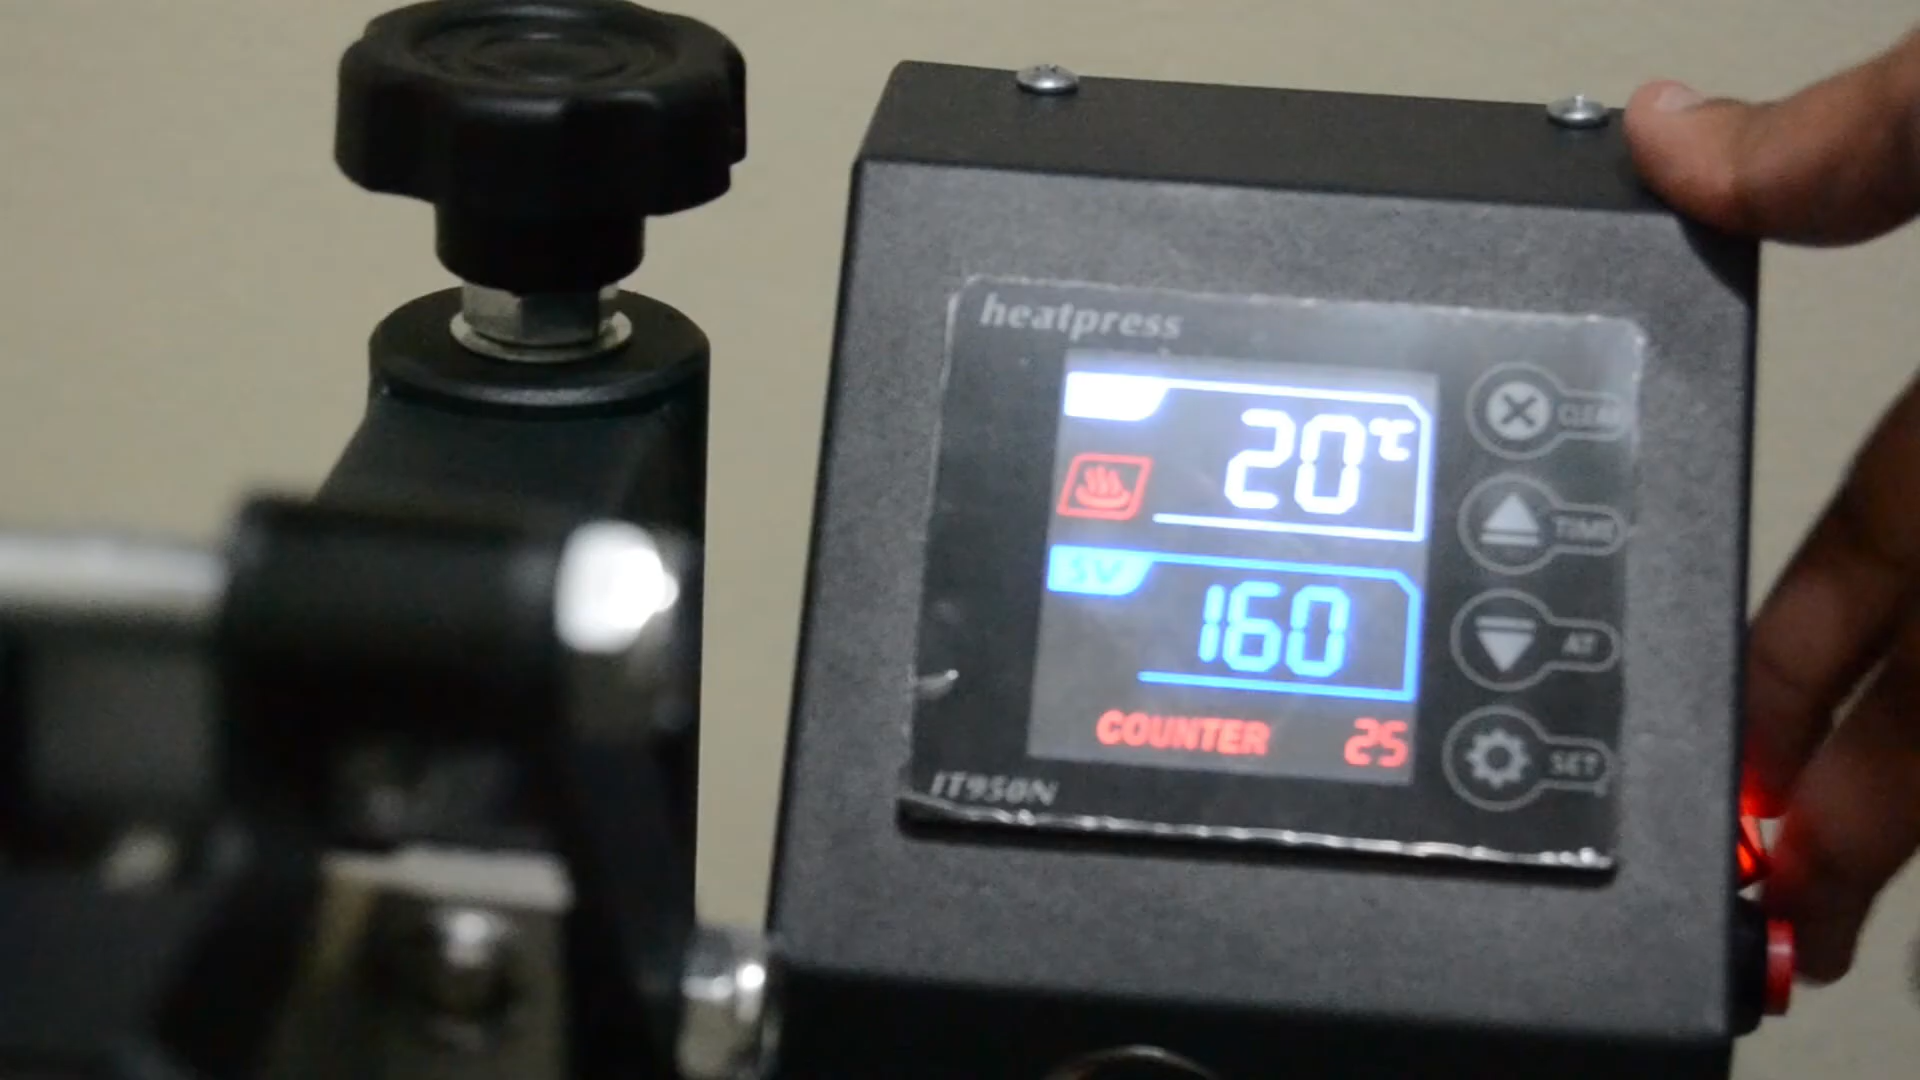 heatpress
20℃
CLEAR
TIME
SV
160
AT
COUNTER 25
SET
IT950N